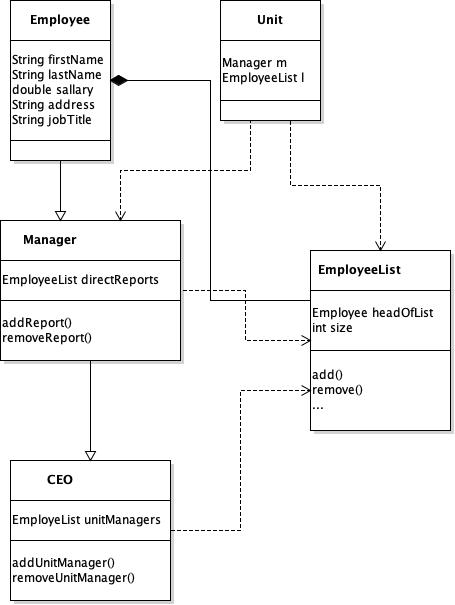 Employee
String firstName
String lastName
double sallary
String address
String jobTitle
Unit
Manager m
EmployeeList l
Manager
EmployeeList directReports
addReport()
removeReport()
EmployeeList
Employee headOfList
int size
add()
remove()
...
CEO
EmployeList unitManagers
addUnitManager()
removeUnitManager()